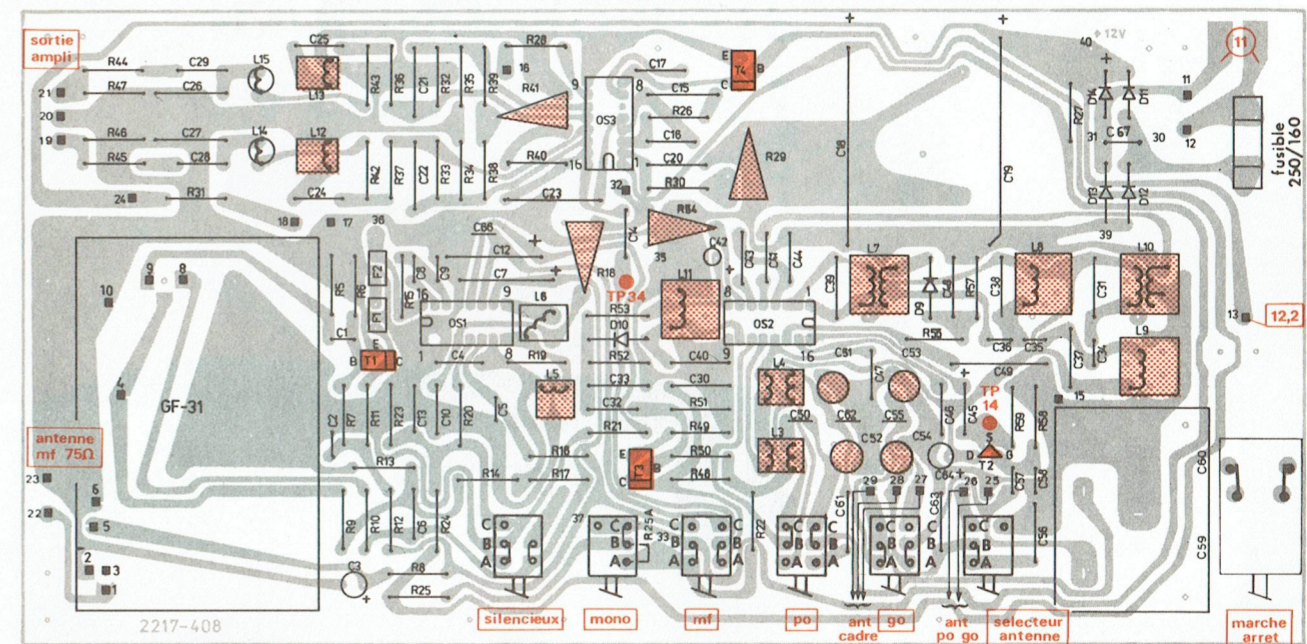 sortie
ampli
R44
C29
L15
C25
R47
C26
L13
21
20
19
R46
C27
L14
L12
R45
C28
R31
24
C24
18
17
R43
R36
C21
R32
R35
R39
R42
R37
C22
R33
R34
R38
R28
16
R41
9
8
OS3
16
1
R40
C23
C17
C15
R26
C16
C20
R30
32
E
T4
B
C
R29
C18
C19
40
+12V
R27
D14
D11
31
C67
30
D13
D12
39
11
12
11
fusible
250/160
10
9
8
4
GF-31
antenne
mf 75Ω
23
22
6
5
2
3
1
36
F2
F1
R5
R6
R15
C8
C9
C66
C12
C7
16
9
OS1
1
8
L6
C1
E
B
T1
C
C4
R19
L5
C14
R18
35
TP34
R53
D10
R52
C33
C32
R21
C42
C43
C41
C44
L11
8
1
OS2
9
16
C40
C30
R51
R49
R50
R48
C39
L7
D9
R57
C38
L8
C31
L10
R56
C36
C35
C37
C34
L9
13
12,2
15
C2
R7
R11
R23
C13
C10
R20
C5
R13
R14
R16
R17
E
T3
B
C
R9
R10
R12
C6
R24
C3
R8
R25
L4
L3
C51
C53
C47
C50
C62
C55
C52
C54
C49
C46
C45
TP
14
S
D
G
T2
R59
R58
C64
C57
C58
C56
29
28
27
26
25
C61
C63
R22
C60
C59
C
B
A
37
R25A
33
C
B
A
C
B
A
C
B
A
C
B
A
C
B
A
silencieux
mono
mf
po
ant
cadre
go
ant
po go
selecteur
antenne
marche
arret
2217-408